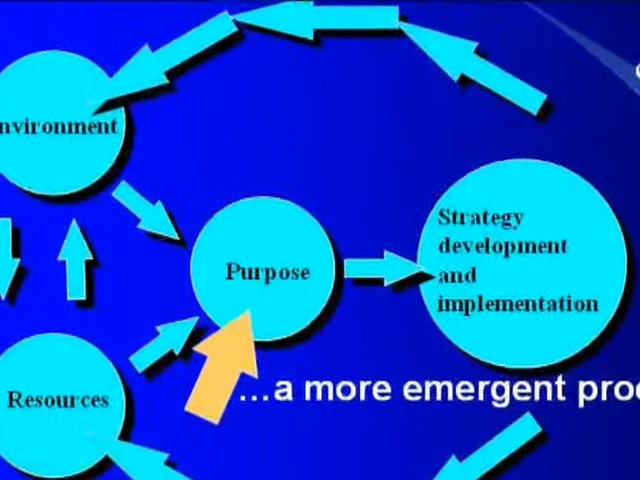 nvironment
Strategy
development
and
implementation
Purpose
Resources
...a more emergent pro